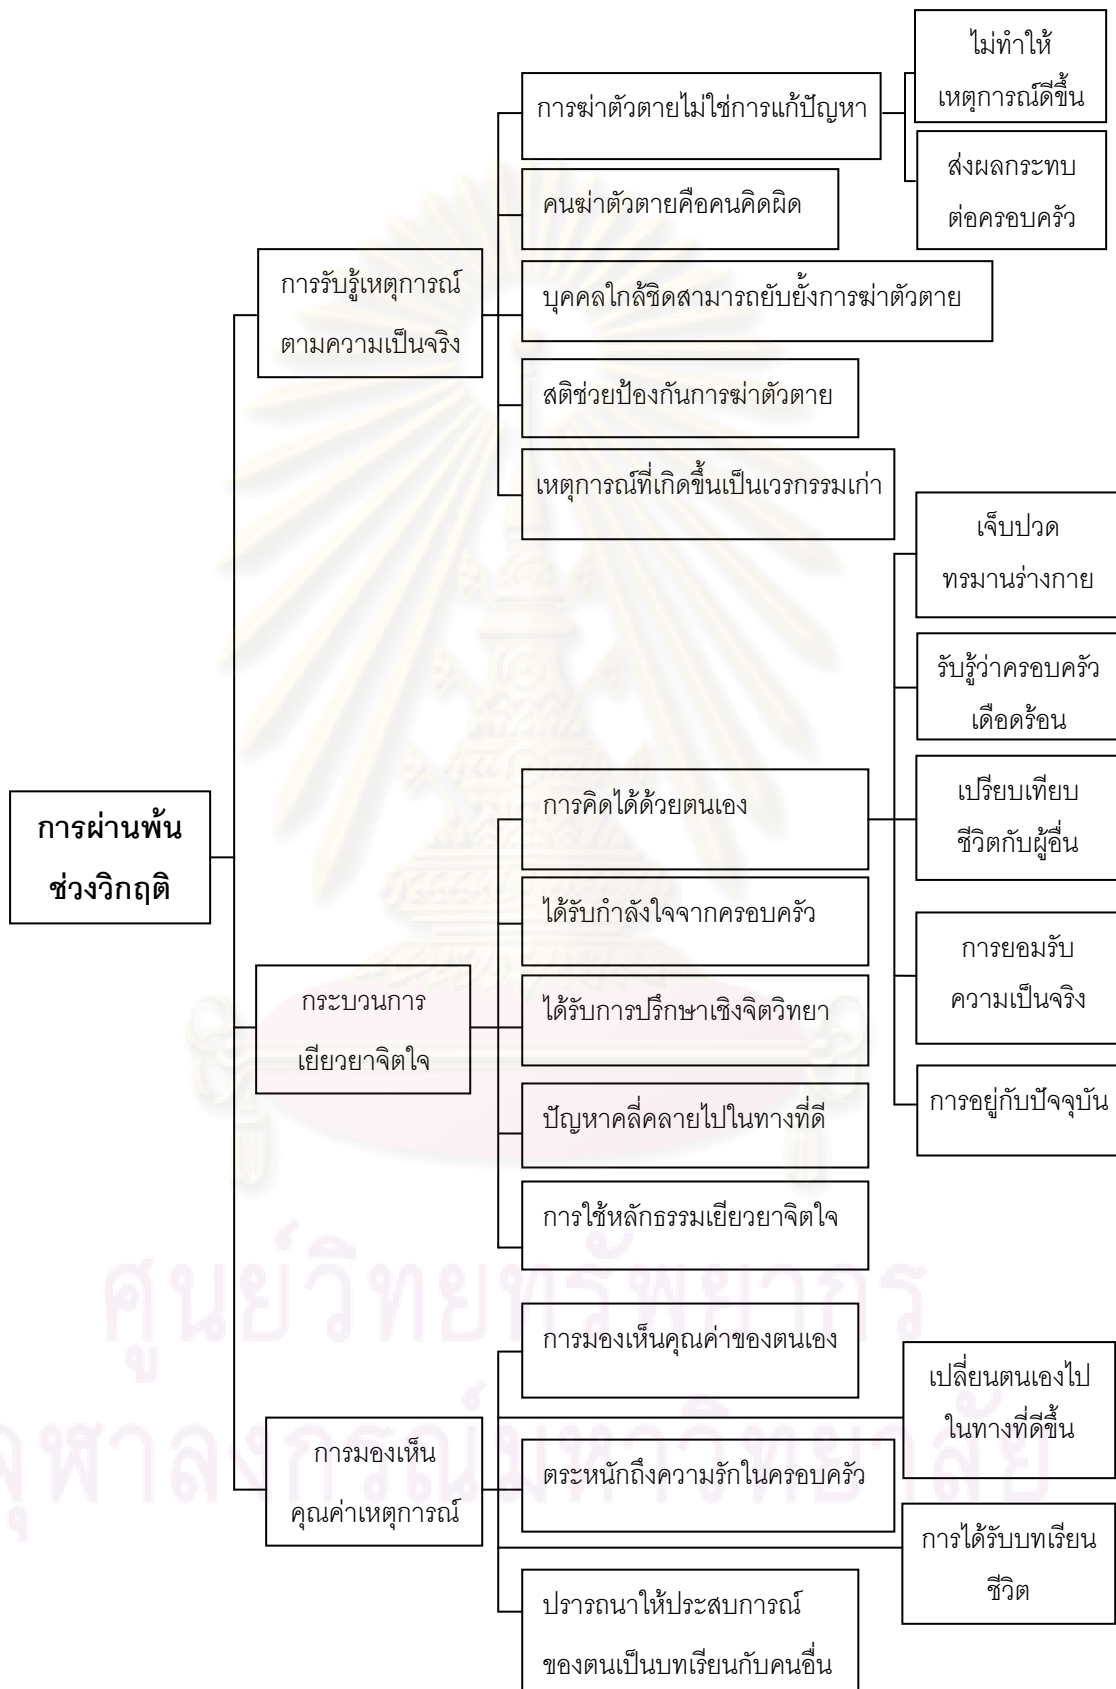 ไม่ทำให้
เหตุการณ์ดีขึ้น
การฆ่าตัวตายไม่ใช่การแก้ปัญหา
ส่งผลกระทบ
ต่อครอบครัว
คนฆ่าตัวตายคือคนคิดผิด
การรับรู้เหตุการณ์
ตามความเป็นจริง
บุคคลใกล้ชิดสามารถยับยั้งการฆ่าตัวตาย
สติช่วยป้องกันการฆ่าตัวตาย
เหตุการณ์ที่เกิดขึ้นเป็นเวรกรรมเก่า
เจ็บปวด
ทรมานร่างกาย
รับรู้ว่าครอบครัว
เดือดร้อน
การผ่านพ้น
ช่วงวิกฤติ
การคิดได้ด้วยตนเอง
เปรียบเทียบ
ชีวิตกับผู้อื่น
ได้รับกำลังใจจากครอบครัว
การยอมรับ
ความเป็นจริง
กระบวนการ
เยียวยาจิตใจ
ได้รับการปรึกษาเชิงจิตวิทยา
การอยู่กับปัจจุบัน
ปัญหาคลี่คลายไปในทางที่ดี
การใช้หลักธรรมเยียวยาจิตใจ
ศูนย์วิทยทรัพยากร
จุฬาลงกรณ์มหาวิทยาลัย
การมองเห็นคุณค่าของตนเอง
เปลี่ยนตนเองไป
ในทางที่ดีขึ้น
การมองเห็น
คุณค่าเหตุการณ์
ตระหนักถึงความรักในครอบครัว
การได้รับบทเรียน
ชีวิต
ปรารถนาให้ประสบการณ์
ของตนเป็นบทเรียนกับคนอื่น